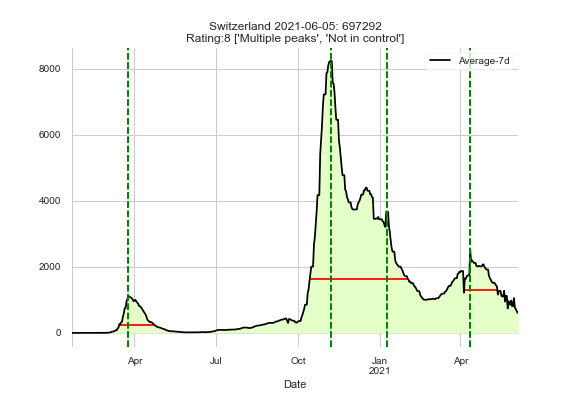 Switzerland 2021-06-05: 697292
Rating:8 ['Multiple peaks', 'Not in control']
Average-7d
8000
6000
4000
2000
0
Apr
Jul
Oct
Jan
2021
Apr
Date